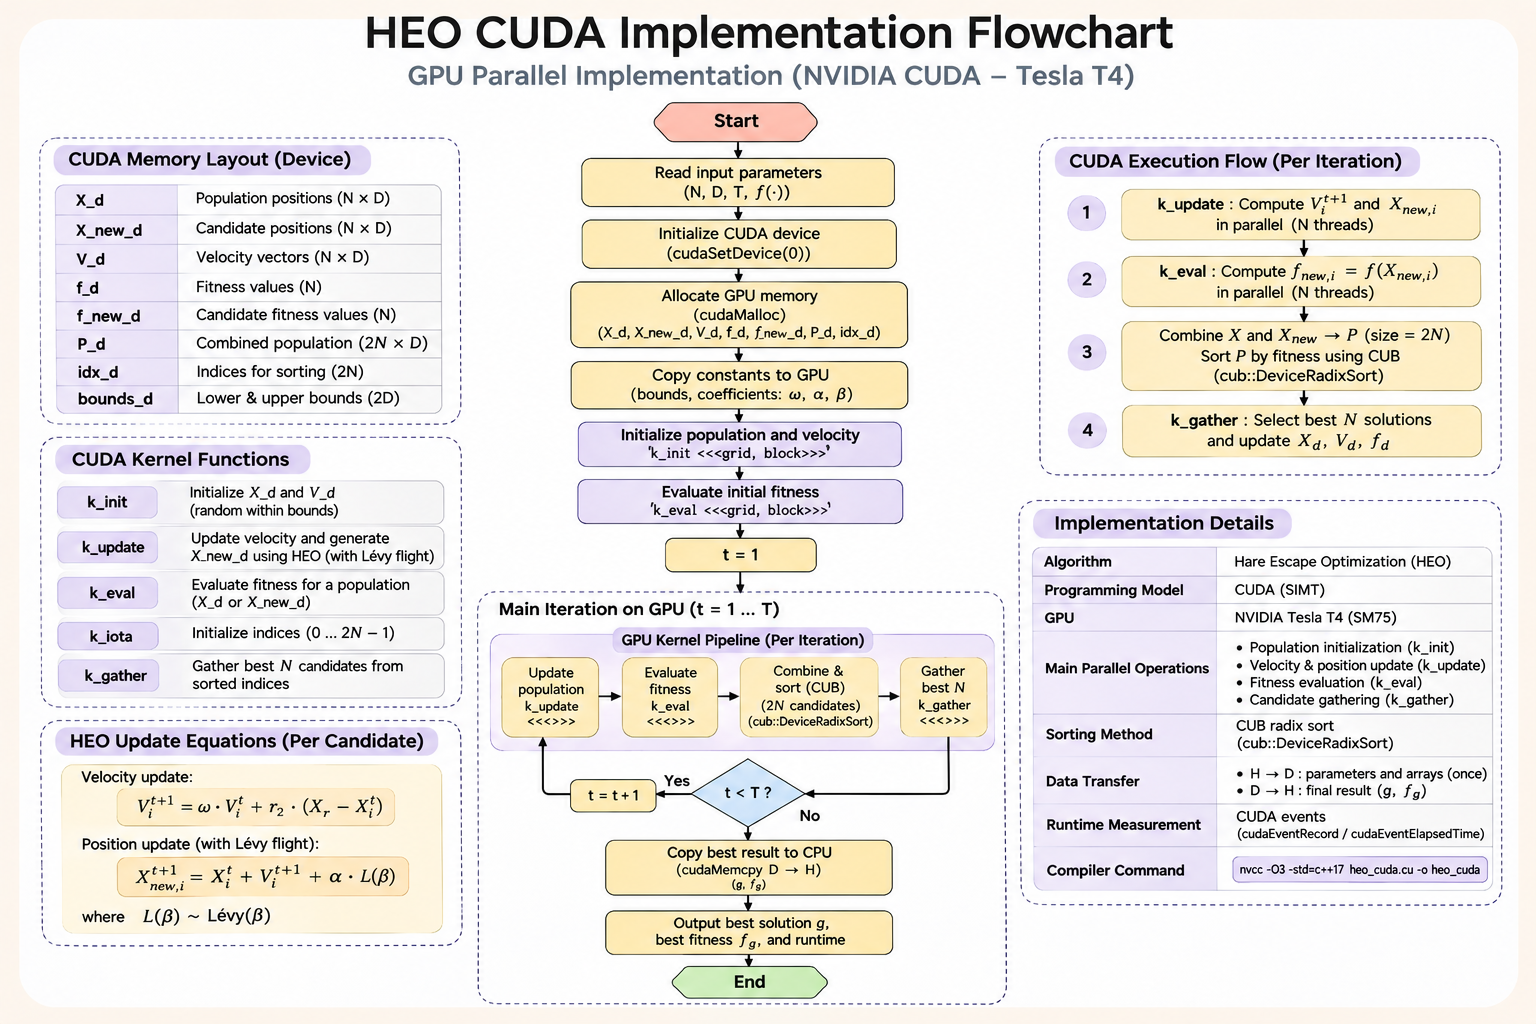 HEO CUDA Implementation Flowchart
GPU Parallel Implementation (NVIDIA CUDA – Tesla T4)
CUDA Memory Layout (Device)
X_d Population positions (N × D)
X_new_d Candidate positions (N × D)
V_d Velocity vectors (N × D)
f_d Fitness values (N)
f_new_d Candidate fitness values (N)
P_d Combined population (2N × D)
idx_d Indices for sorting (2N)
bounds_d Lower & upper bounds (2D)
CUDA Kernel Functions
k_init Initialize X_d and V_d
(random within bounds)
k_update Update velocity and generate
X_new_d using HEO (with Lévy flight)
k_eval Evaluate fitness for a population
(X_d or X_new_d)
k_iota Initialize indices (0 ... 2N − 1)
k_gather Gather best N candidates from
sorted indices
HEO Update Equations (Per Candidate)
Velocity update:
V_i^{t+1} = ω · V_i^t + r_2 · (X_r − X_i^t)
Position update (with Lévy flight):
X_{new,i}^{t+1} = X_i^t + V_i^{t+1} + α · L(β)
where L(β) ~ Lévy(β)
Start
Read input parameters
(N, D, T, f(·))
Initialize CUDA device
(cudaSetDevice(0))
Allocate GPU memory
(cudaMalloc)
(X_d, X_new_d, V_d, f_d, f_new_d, P_d, idx_d)
Copy constants to GPU
(bounds, coefficients: ω, α, β)
Initialize population and velocity
'k_init <<<grid, block>>>'
Evaluate initial fitness
'k_eval <<<grid, block>>>'
t = 1
Main Iteration on GPU (t = 1 ... T)
GPU Kernel Pipeline (Per Iteration)
Update
population
k_update
<<<>>>
Evaluate
fitness
k_eval
<<<>>>
Combine &
sort (CUB)
(2N candidates)
(cub::DeviceRadixSort)
Gather
best N
k_gather
<<<>>>
t = t + 1
Yes
t < T ?
No
Copy best result to CPU
(cudaMemcpy D → H)
(g, f_g)
Output best solution g,
best fitness f_g, and runtime
End
CUDA Execution Flow (Per Iteration)
1 k_update : Compute V_i^{t+1} and X_{new,i}
in parallel (N threads)
2 k_eval : Compute f_{new,i} = f(X_{new,i})
in parallel (N threads)
3 Combine X and X_{new} → P (size = 2N)
Sort P by fitness using CUB
(cub::DeviceRadixSort)
4 k_gather : Select best N solutions
and update X_d, V_d, f_d
Implementation Details
Algorithm Hare Escape Optimization (HEO)
Programming Model CUDA (SIMT)
GPU NVIDIA Tesla T4 (SM75)
Main Parallel Operations
• Population initialization (k_init)
• Velocity & position update (k_update)
• Fitness evaluation (k_eval)
• Candidate gathering (k_gather)
Sorting Method CUB radix sort
(cub::DeviceRadixSort)
Data Transfer
• H → D : parameters and arrays (once)
• D → H : final result (g, f_g)
Runtime Measurement CUDA events
(cudaEventRecord / cudaEventElapsedTime)
Compiler Command nvcc -O3 -std=c++17 heo_cuda.cu -o heo_cuda